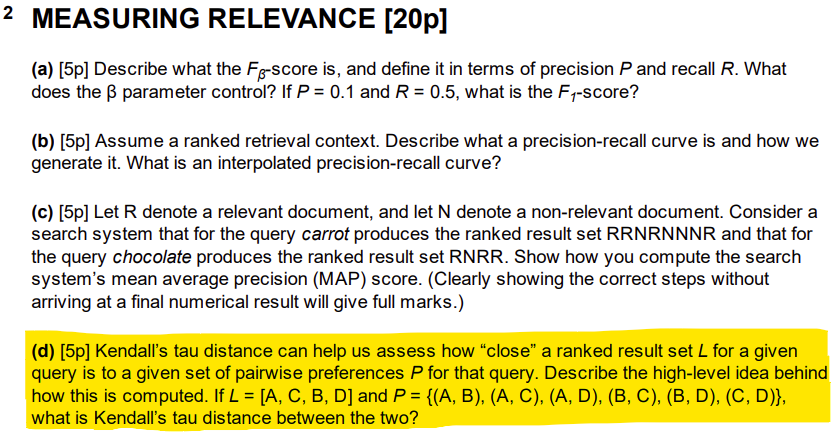 2 MEASURING RELEVANCE [20p]
(a) [5p] Describe what the Fβ-score is, and define it in terms of precision P and recall R. What
does the β parameter control? If P = 0.1 and R = 0.5, what is the F1-score?
(b) [5p] Assume a ranked retrieval context. Describe what a precision-recall curve is and how we
generate it. What is an interpolated precision-recall curve?
(c) [5p] Let R denote a relevant document, and let N denote a non-relevant document. Consider a
search system that for the query carrot produces the ranked result set RRNRNNNR and that for
the query chocolate produces the ranked result set RNRR. Show how you compute the search
system’s mean average precision (MAP) score. (Clearly showing the correct steps without
arriving at a final numerical result will give full marks.)
(d) [5p] Kendall’s tau distance can help us assess how “close” a ranked result set L for a given
query is to a given set of pairwise preferences P for that query. Describe the high-level idea behind
how this is computed. If L = [A, C, B, D] and P = {(A, B), (A, C), (A, D), (B, C), (B, D), (C, D)},
what is Kendall’s tau distance between the two?